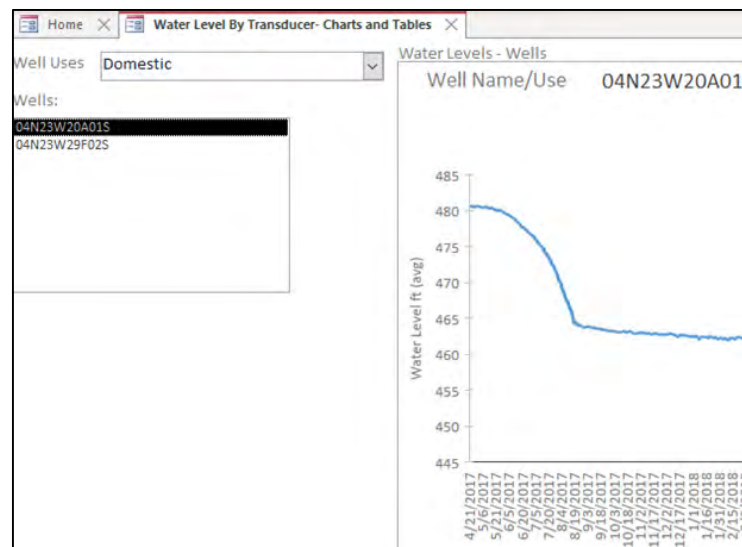 Home
Water Level By Transducer- Charts and Tables
Well Uses
Domestic
Wells:
04N23W20A01S
04N23W29F02S
Water Levels - Wells
Well Name/Use
04N23W20A01
Water Level ft (avg)
485
480
475
470
465
460
455
450
445
4/21/2017
5/6/2017
5/21/2017
6/5/2017
6/20/2017
7/5/2017
7/20/2017
8/4/2017
8/19/2017
9/3/2017
9/18/2017
10/3/2017
10/18/2017
11/2/2017
11/17/2017
12/2/2017
12/17/2017
1/1/2018
1/16/2018
1/31/2018
2/15/2018